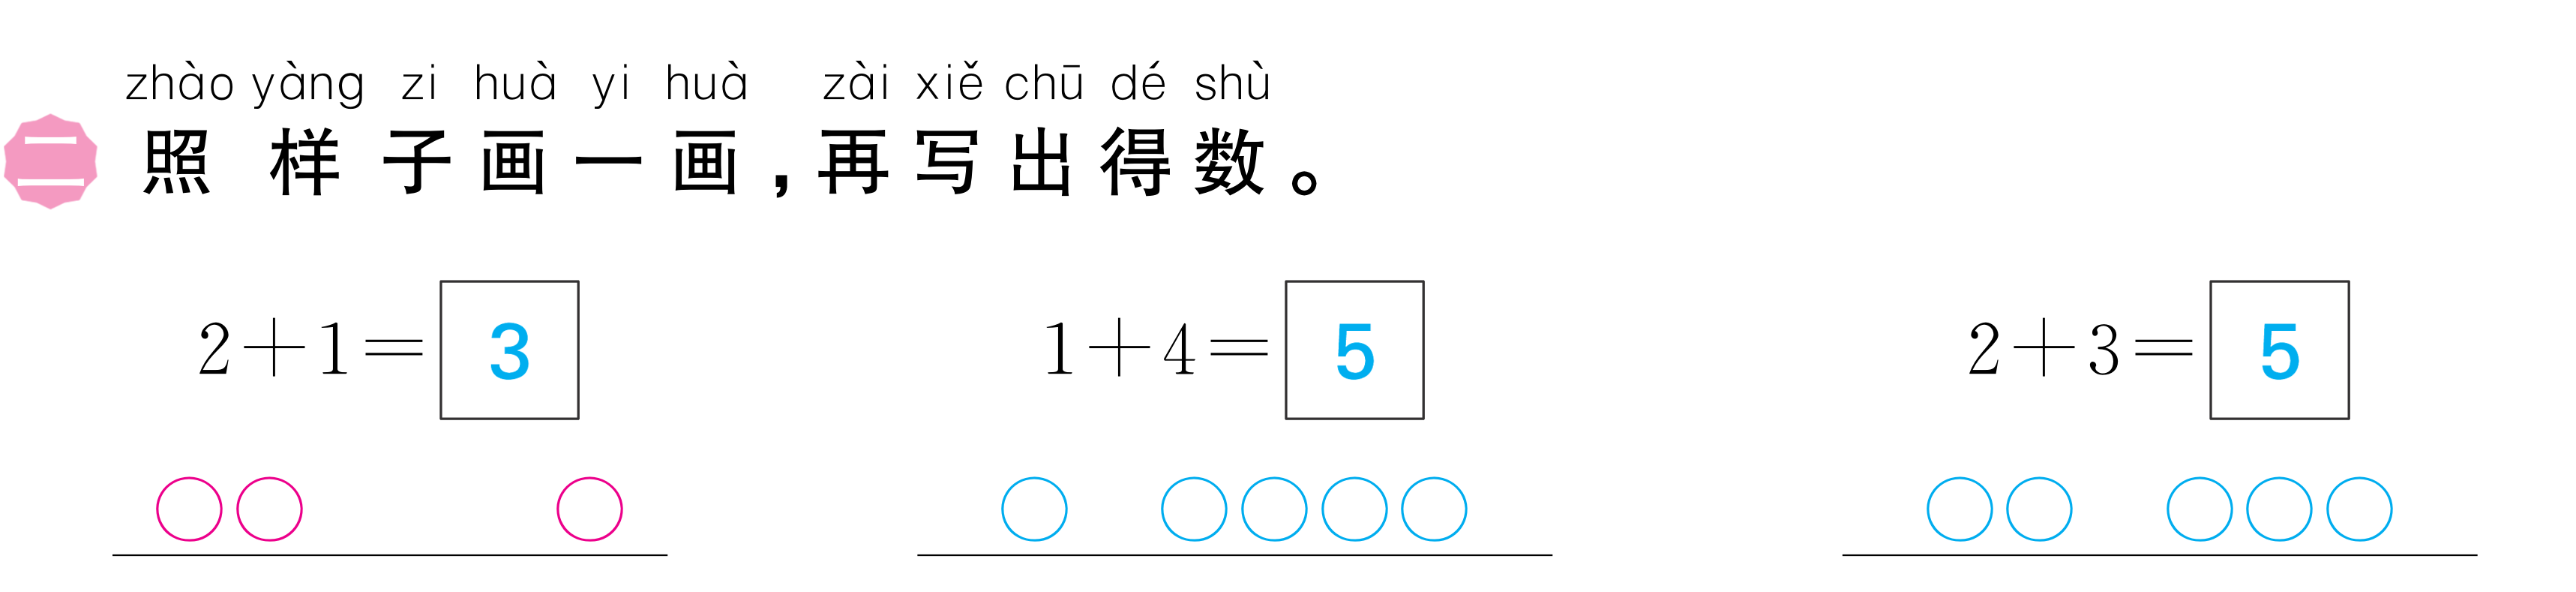 zhào yàng zi huà yi huà zài xiě chū dé shù
二 照样子画一画,再写出得数。
2+1=3 1+4=5 2+3=5